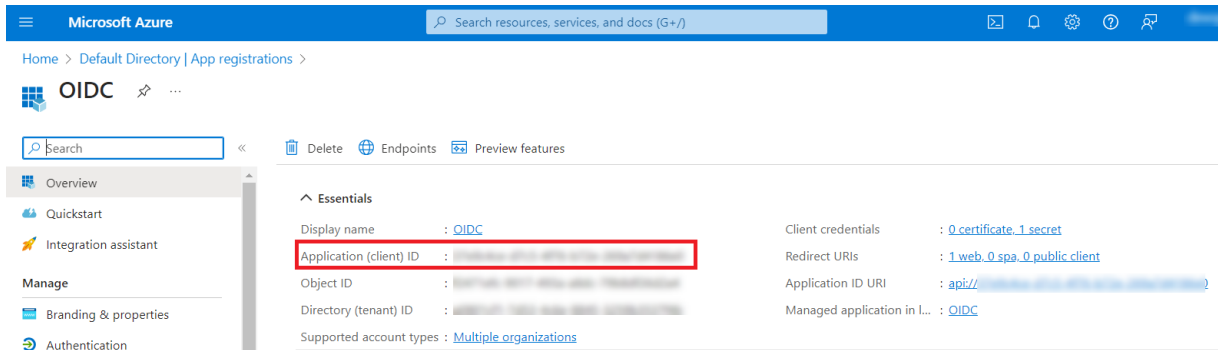 Microsoft Azure
Search resources, services, and docs (G+/)
Home > Default Directory | App registrations >
OIDC
Search
Delete
Endpoints
Preview features
Overview
Quickstart
Integration assistant
Manage
Branding & properties
Authentication
Essentials
Display name : OIDC
Application (client) ID :
Object ID :
Directory (tenant) ID :
Supported account types : Multiple organizations
Client credentials : 0 certificate, 1 secret
Redirect URIs : 1 web, 0 spa, 0 public client
Application ID URI : api://
Managed application in l... : OIDC